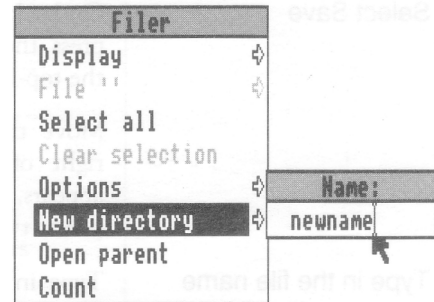 Filer
Display
File ''
Select all
Clear selection
Options
New directory
Open parent
Count
Name:
newname
Select Save
Type in the file name